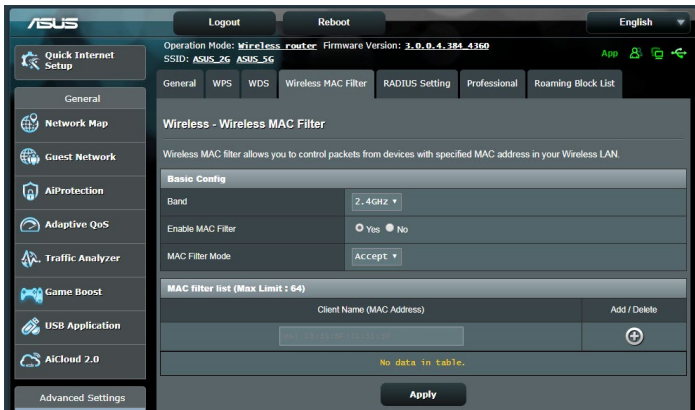 ASUS
Logout
Reboot
English
Quick Internet
Setup
Operation Mode: Wireless router Firmware Version: 3.0.0.4.384_4360
SSID: ASUS_2G ASUS_5G
App
General WPS WDS Wireless MAC Filter RADIUS Setting Professional Roaming Block List
General
Network Map
Guest Network
AiProtection
Adaptive QoS
Traffic Analyzer
Game Boost
USB Application
AiCloud 2.0
Advanced Settings
Wireless - Wireless MAC Filter
Wireless MAC filter allows you to control packets from devices with specified MAC address in your Wireless LAN.
Basic Config
Band 2.4GHz
Enable MAC Filter Yes No
MAC Filter Mode Accept
MAC filter list (Max Limit : 64)
Client Name (MAC Address) Add / Delete
No data in table.
Apply